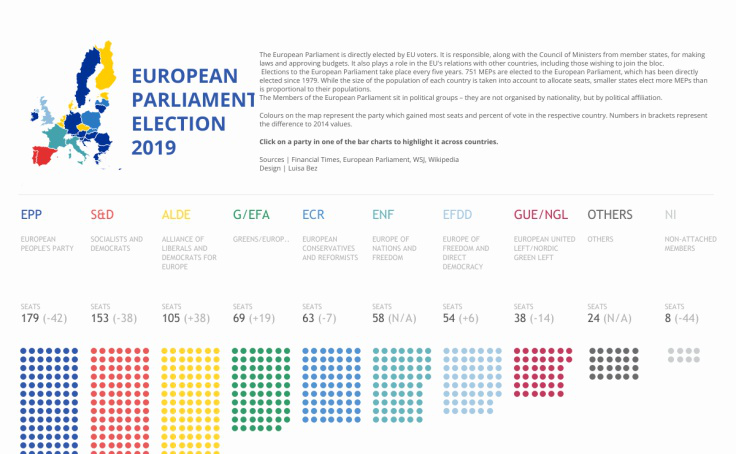 EUROPEAN
PARLIAMENT
ELECTION
2019
The European Parliament is directly elected by EU voters. It is responsible, along with the Council of Ministers from member states, for making
laws and approving budgets. It also plays a role in the EU's relations with other countries, including those wishing to join the bloc.
Elections to the European Parliament take place every five years. 751 MEPs are elected to the European Parliament, which has been directly
elected since 1979. While the size of the population of each country is taken into account to allocate seats, smaller states elect more MEPs than
is proportional to their populations.
The Members of the European Parliament sit in political groups – they are not organised by nationality, but by political affiliation.
Colours on the map represent the party which gained most seats and percent of vote in the respective country. Numbers in brackets represent
the difference to 2014 values.
Click on a party in one of the bar charts to highlight it across countries.
Sources | Financial Times, European Parliament, WSJ, Wikipedia
Design | Luisa Bez
EPP
EUROPEAN
PEOPLE'S PARTY
SEATS
179 (-42)
S&D
SOCIALISTS AND
DEMOCRATS
SEATS
153 (-38)
ALDE
ALLIANCE OF
LIBERALS AND
DEMOCRATS FOR
EUROPE
SEATS
105 (+38)
G/EFA
GREENS/EUROP..
SEATS
69 (+19)
ECR
EUROPEAN
CONSERVATIVES
AND REFORMISTS
SEATS
63 (-7)
ENF
EUROPE OF
NATIONS AND
FREEDOM
SEATS
58 (N/A)
EFDD
EUROPE OF
FREEDOM AND
DIRECT
DEMOCRACY
SEATS
54 (+6)
GUE/NGL
EUROPEAN UNITED
LEFT/NORDIC
GREEN LEFT
SEATS
38 (-14)
OTHERS
OTHERS
SEATS
24 (N/A)
NI
NON-ATTACHED
MEMBERS
SEATS
8 (-44)